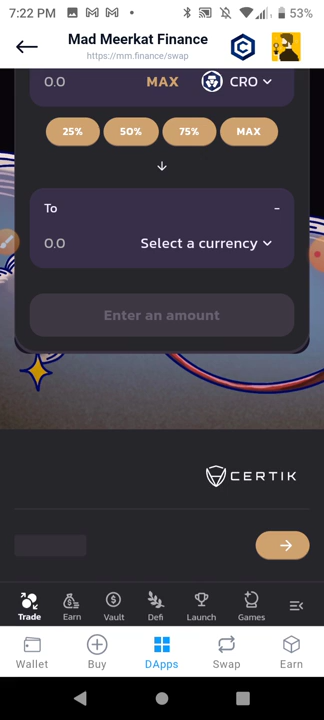 7:22 PM
53%
Mad Meerkat Finance
https://mm.finance/swap
0.0 MAX CRO
25% 50% 75% MAX
To -
0.0 Select a currency
Enter an amount
CERTIK
Trade Earn Vault Defi Launch Games
Wallet Buy DApps Swap Earn